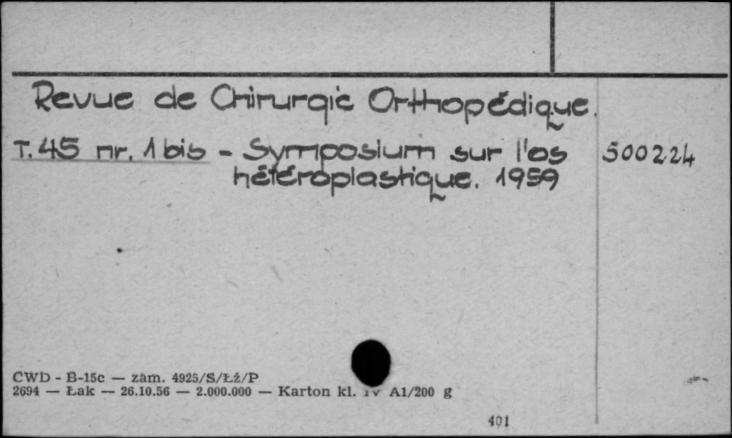 Revue de Chirurgie Orthopédique.
T. 45 nr. 1 bis - Symposium sur l'os 500224
hétéroplastique. 1959
CWD - B-15c — zam. 4925/S/Łź/P
2694 — Łak — 26.10.56 — 2.000.000 — Karton kl. IV A1/200 g
401